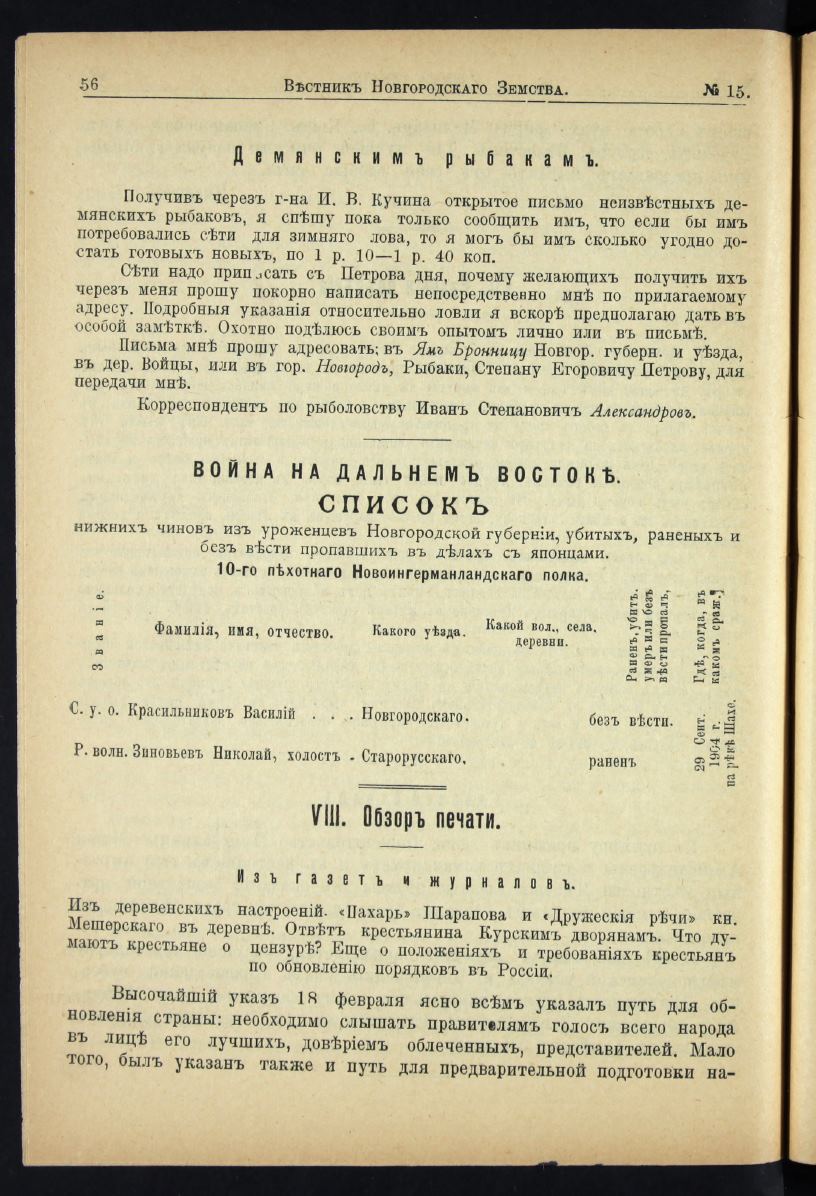 56 Вѣстникъ Новгородскаго Земства. № 15.
Демянскимъ рыбакамъ.
Получивъ черезъ г-на И. В. Кучина открытое письмо неизвѣстныхъ де-
мянскихъ рыбаковъ, я спѣшу пока только сообщить имъ, что если бы имъ
потребовались сѣти для зимняго лова, то я могъ бы имъ сколько угодно до-
стать готовыхъ новыхъ, по 1 р. 10—1 р. 40 коп.
Сѣти надо припасать съ Петрова дня, почему желающихъ получить ихъ
черезъ меня прошу покорно написать непосредственно мнѣ по прилагаемому
адресу. Подробныя указанія относительно ловли я вскорѣ предполагаю дать въ
особой замѣткѣ. Охотно подѣлюсь своимъ опытомъ лично или въ письмѣ.
Письма мнѣ прошу адресовать: въ Ямъ Бронницу Новгор. губерн. и уѣзда,
въ дер. Войцы, или въ гор. Новгородъ, Рыбаки, Степану Егоровичу Петрову, для
передачи мнѣ.
Корреспондентъ по рыболовству Иванъ Степановичъ Александровъ.
ВОЙНА НА ДАЛЬНЕМЪ ВОСТОКѢ.
СПИСОКЪ
нижнихъ чиновъ изъ уроженцевъ Новгородской губерніи, убитыхъ, раненыхъ и
безъ вѣсти пропавшихъ въ дѣлахъ съ японцами.
10-го пѣхотнаго Новоингерманландскаго полка.
Званіе.
Фамилія, имя, отчество.
Какого уѣзда.
Какой вол., села,
деревни.
Раненъ, убитъ.
умеръ или безъ
вѣсти пропалъ,
Гдѣ, когда, въ
какомъ сраж.
С. у. о. Красильниковъ Василій . . . Новгородскаго. безъ вѣсти.
Р. волн. Зиновьевъ Николай, холостъ . Старорусскаго, раненъ
29 Сент.
1904 г.
на рѣкѣ Шахе.
VIII. Обзоръ печати.
Изъ газетъ и журналовъ.
Изъ деревенскихъ настроеній. «Пахарь» Шарапова и «Дружескія рѣчи» кн.
Мещерскаго въ деревнѣ. Отвѣтъ крестьянина Курскимъ дворянамъ. Что ду-
маютъ крестьяне о цензурѣ? Еще о положеніяхъ и требованіяхъ крестьянъ
по обновленію порядковъ въ Россіи.
Высочайшій указъ 18 февраля ясно всѣмъ указалъ путь для об-
новленія страны: необходимо слышать правителямъ голосъ всего народа
въ лицѣ его лучшихъ, довѣріемъ облеченныхъ, представителей. Мало
того, былъ указанъ также и путь для предварительной подготовки на-